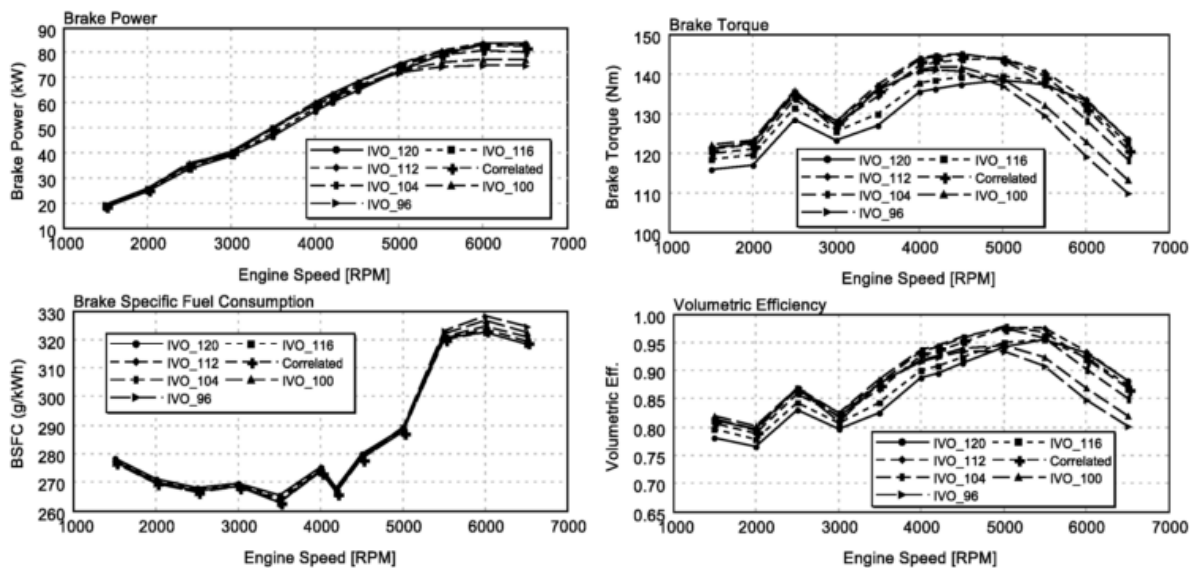 Brake Power
Brake Power (kW)
90
80
70
60
50
40
30
20
10
IVO_120 IVO_116
IVO_112 Correlated
IVO_104 IVO_100
IVO_96
1000 2000 3000 4000 5000 6000 7000
Engine Speed [RPM]
Brake Torque
Brake Torque (Nm)
150
140
130
120
110
100
IVO_120 IVO_116
IVO_112 Correlated
IVO_104 IVO_100
IVO_96
1000 2000 3000 4000 5000 6000 7000
Engine Speed [RPM]
Brake Specific Fuel Consumption
BSFC (g/kWh)
330
320
310
300
290
280
270
260
IVO_120 IVO_116
IVO_112 Correlated
IVO_104 IVO_100
IVO_96
1000 2000 3000 4000 5000 6000 7000
Engine Speed [RPM]
Volumetric Efficiency
Volumetric Eff.
1.00
0.95
0.90
0.85
0.80
0.75
0.70
0.65
IVO_120 IVO_116
IVO_112 Correlated
IVO_104 IVO_100
IVO_96
1000 2000 3000 4000 5000 6000 7000
Engine Speed [RPM]